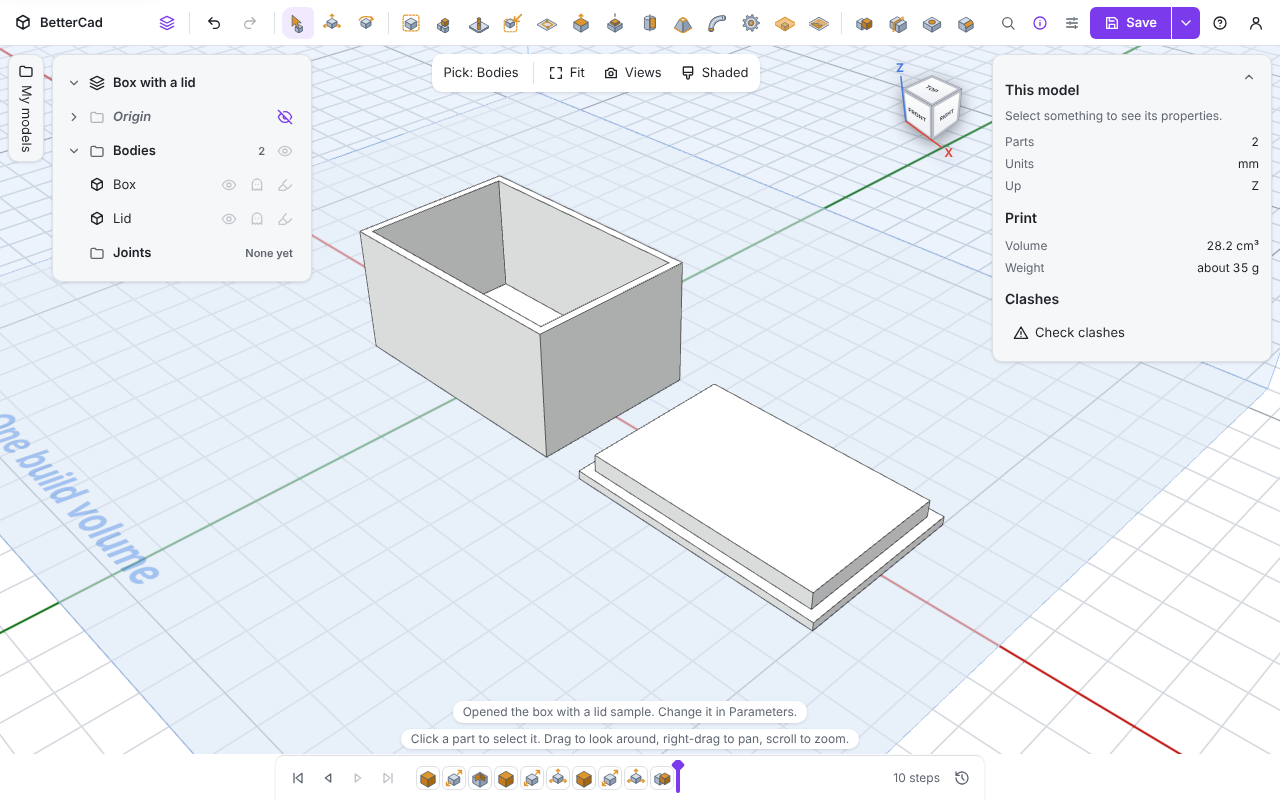 BetterCad
Save
My models
Box with a lid
Origin
Bodies 2
Box
Lid
Joints None yet
Pick: Bodies Fit Views Shaded
Z
TOP
FRONT
RIGHT
X
This model
Select something to see its properties.
Parts 2
Units mm
Up Z
Print
Volume 28.2 cm³
Weight about 35 g
Clashes
Check clashes
One build volume
Opened the box with a lid sample. Change it in Parameters.
Click a part to select it. Drag to look around, right-drag to pan, scroll to zoom.
10 steps